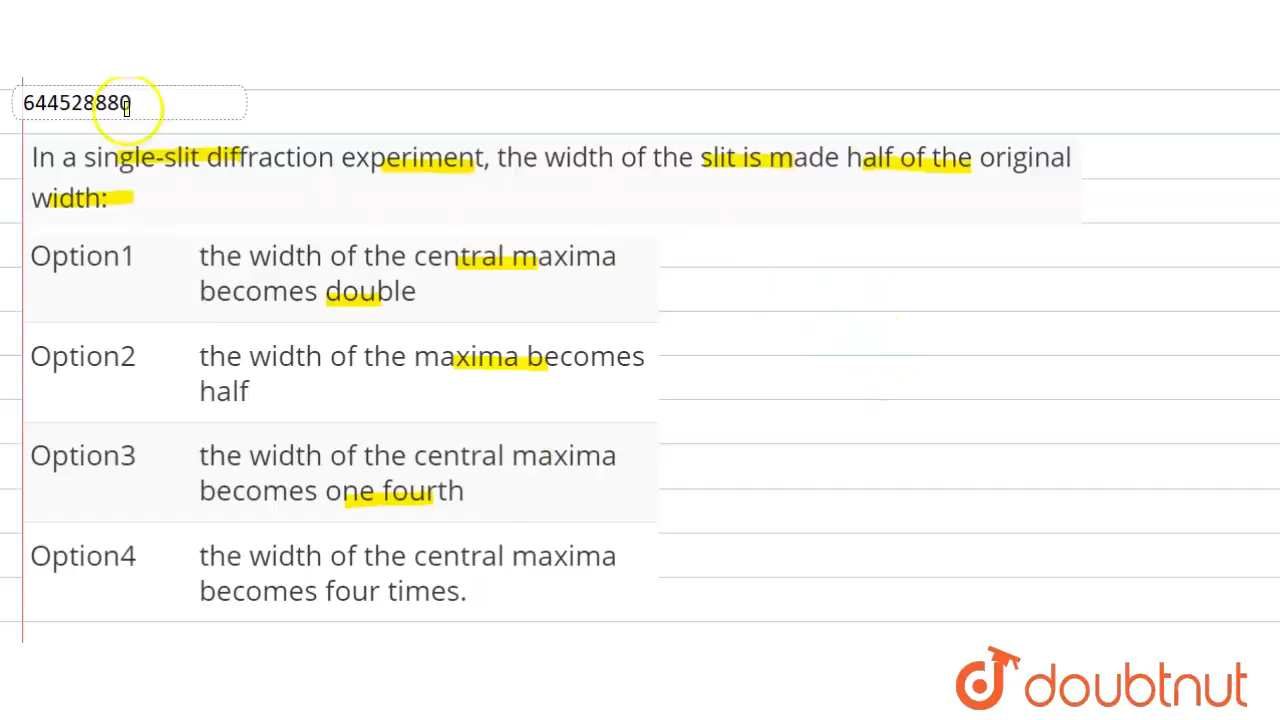 644528880
In a single-slit diffraction experiment, the width of the slit is made half of the original
width:
Option1 the width of the central maxima
becomes double
Option2 the width of the maxima becomes
half
Option3 the width of the central maxima
becomes one fourth
Option4 the width of the central maxima
becomes four times.
doubtnut